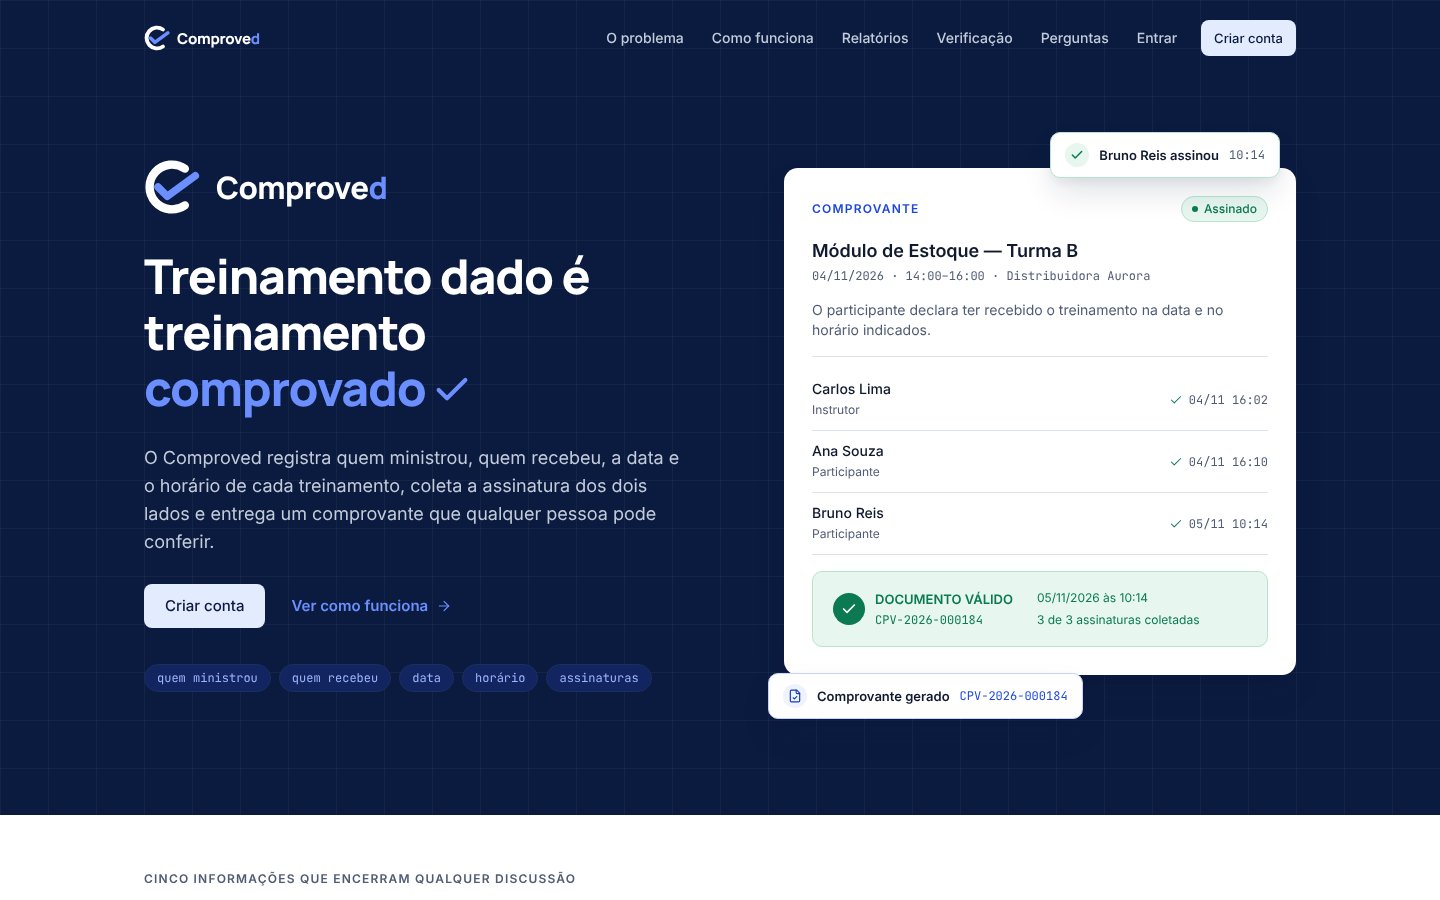 Comproved
O problema
Como funciona
Relatórios
Verificação
Perguntas
Entrar
Criar conta
Comproved
Treinamento dado é
treinamento
comprovado
O Comproved registra quem ministrou, quem recebeu, a data e
o horário de cada treinamento, coleta a assinatura dos dois
lados e entrega um comprovante que qualquer pessoa pode
conferir.
Criar conta
Ver como funciona
quem ministrou
quem recebeu
data
horário
assinaturas
Bruno Reis assinou 10:14
COMPROVANTE
Assinado
Módulo de Estoque — Turma B
04/11/2026 · 14:00–16:00 · Distribuidora Aurora
O participante declara ter recebido o treinamento na data e no
horário indicados.
Carlos Lima
Instrutor
04/11 16:02
Ana Souza
Participante
04/11 16:10
Bruno Reis
Participante
05/11 10:14
DOCUMENTO VÁLIDO
CPV-2026-000184
05/11/2026 às 10:14
3 de 3 assinaturas coletadas
Comprovante gerado CPV-2026-000184
CINCO INFORMAÇÕES QUE ENCERRAM QUALQUER DISCUSSÃO